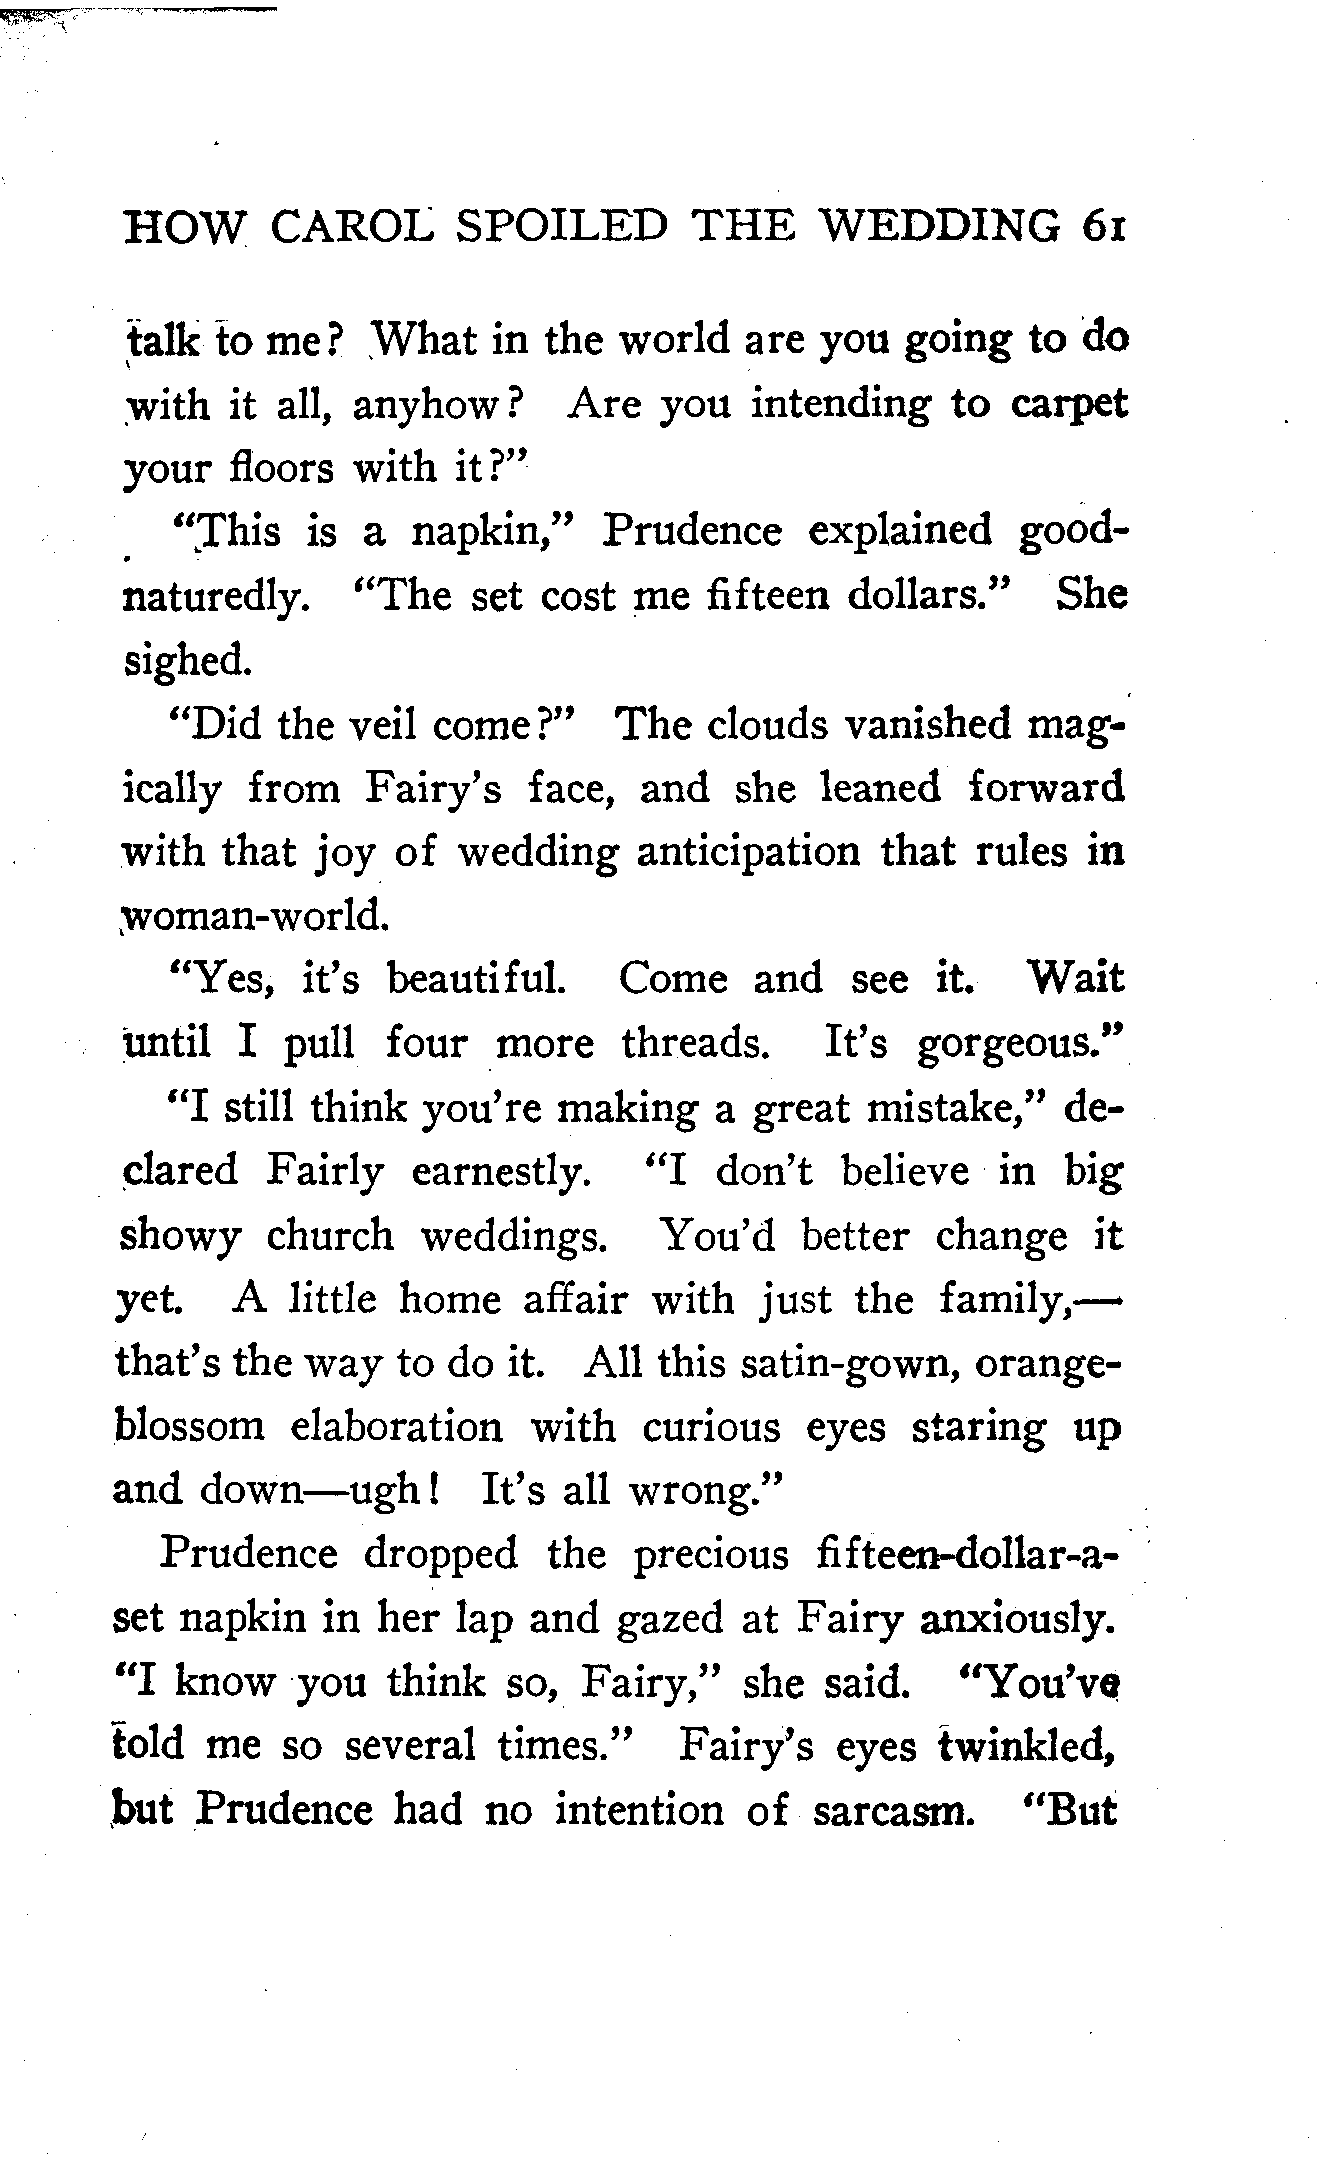 HOW CAROL SPOILED THE WEDDING 61
talk to me? What in the world are you going to do
with it all, anyhow? Are you intending to carpet
your floors with it?”
“This is a napkin,” Prudence explained good-
naturedly. “The set cost me fifteen dollars.” She
sighed.
“Did the veil come?” The clouds vanished mag-
ically from Fairy’s face, and she leaned forward
with that joy of wedding anticipation that rules in
woman-world.
“Yes, it’s beautiful. Come and see it. Wait
until I pull four more threads. It’s gorgeous.”
“I still think you’re making a great mistake,” de-
clared Fairly earnestly. “I don’t believe in big
showy church weddings. You’d better change it
yet. A little home affair with just the family,—
that’s the way to do it. All this satin-gown, orange-
blossom elaboration with curious eyes staring up
and down—ugh! It’s all wrong.”
Prudence dropped the precious fifteen-dollar-a-
set napkin in her lap and gazed at Fairy anxiously.
“I know you think so, Fairy,” she said. “You’ve
told me so several times.” Fairy’s eyes twinkled,
but Prudence had no intention of sarcasm. “But